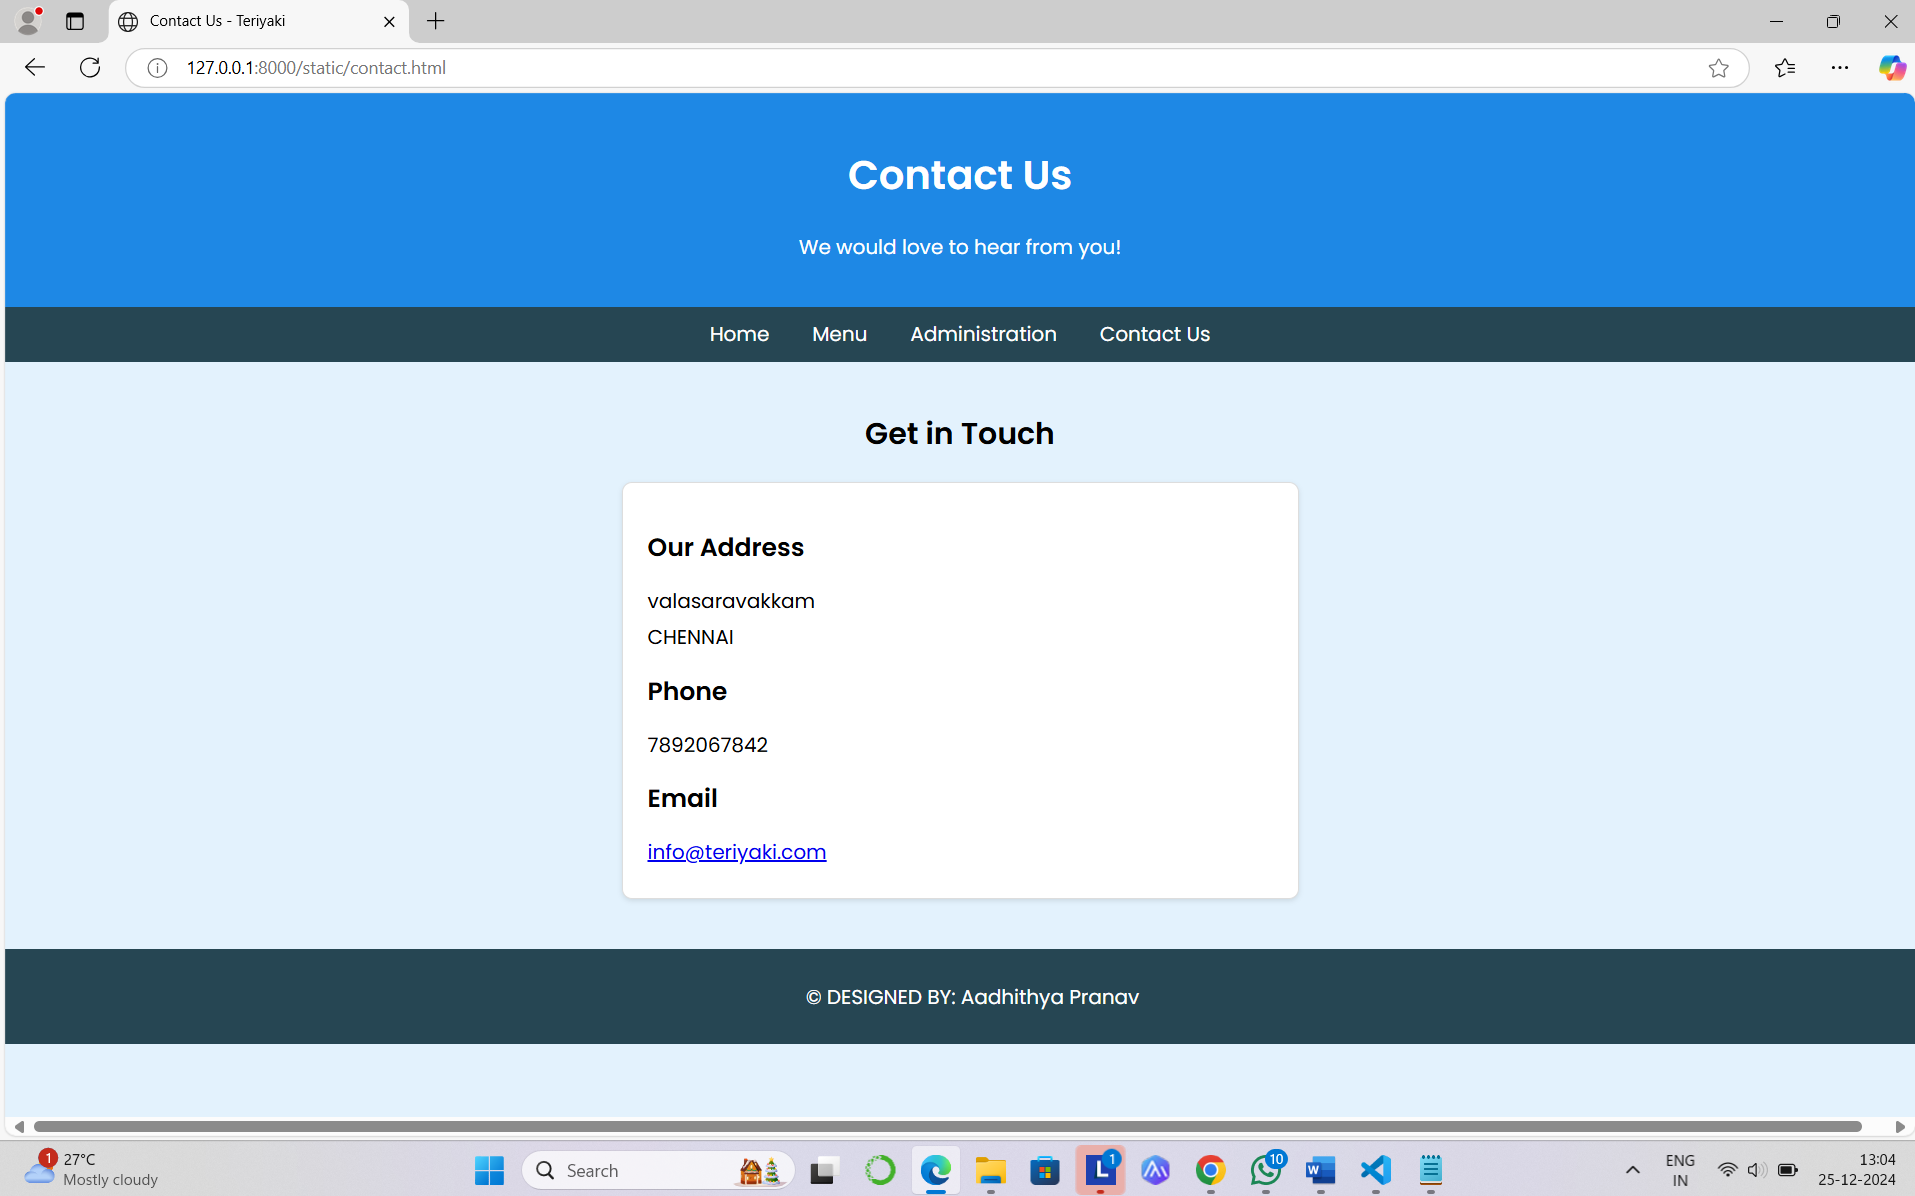 Contact Us - Teriyaki
127.0.0.1:8000/static/contact.html
Contact Us
We would love to hear from you!
Home Menu Administration Contact Us
Get in Touch
Our Address
valasaravakkam
CHENNAI
Phone
7892067842
Email
info@teriyaki.com
© DESIGNED BY: Aadhithya Pranav
1
27°C
Mostly cloudy
Search
L
1
10
W
ENG
IN
13:04
25-12-2024